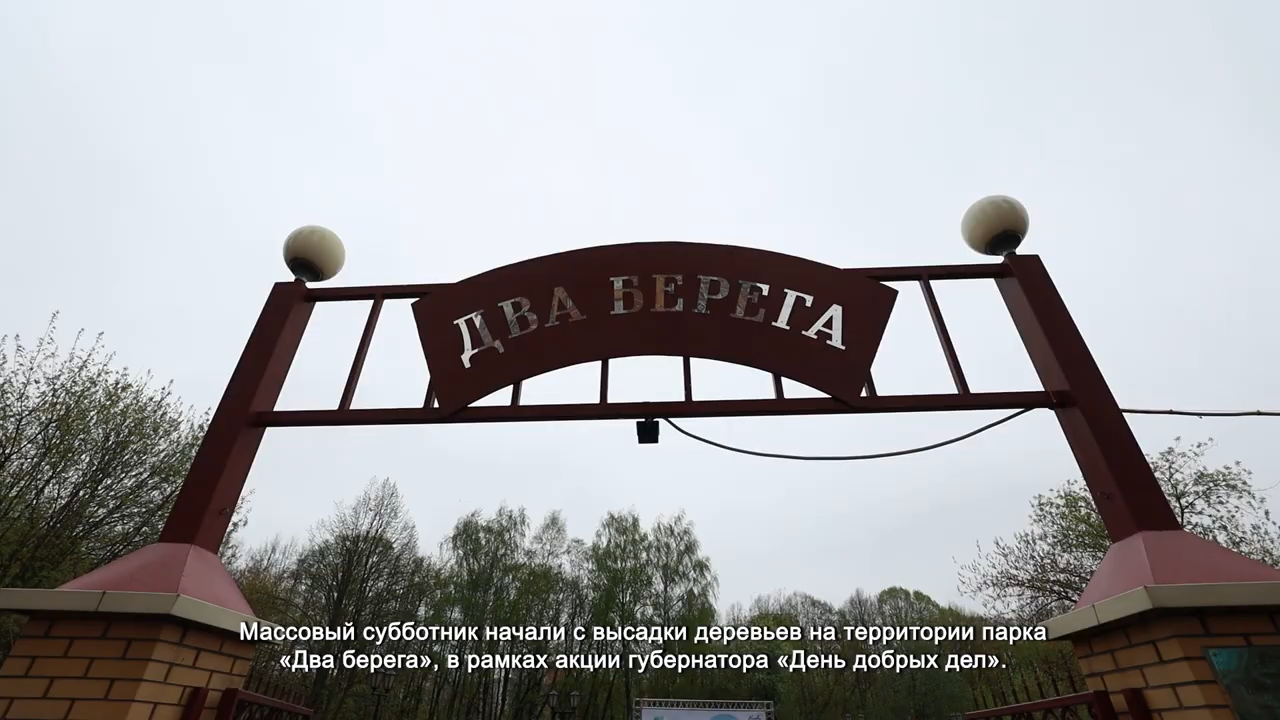 ДВА БЕРЕГА
Массовый субботник начали с высадки деревьев на территории парка
«Два берега», в рамках акции губернатора «День добрых дел».